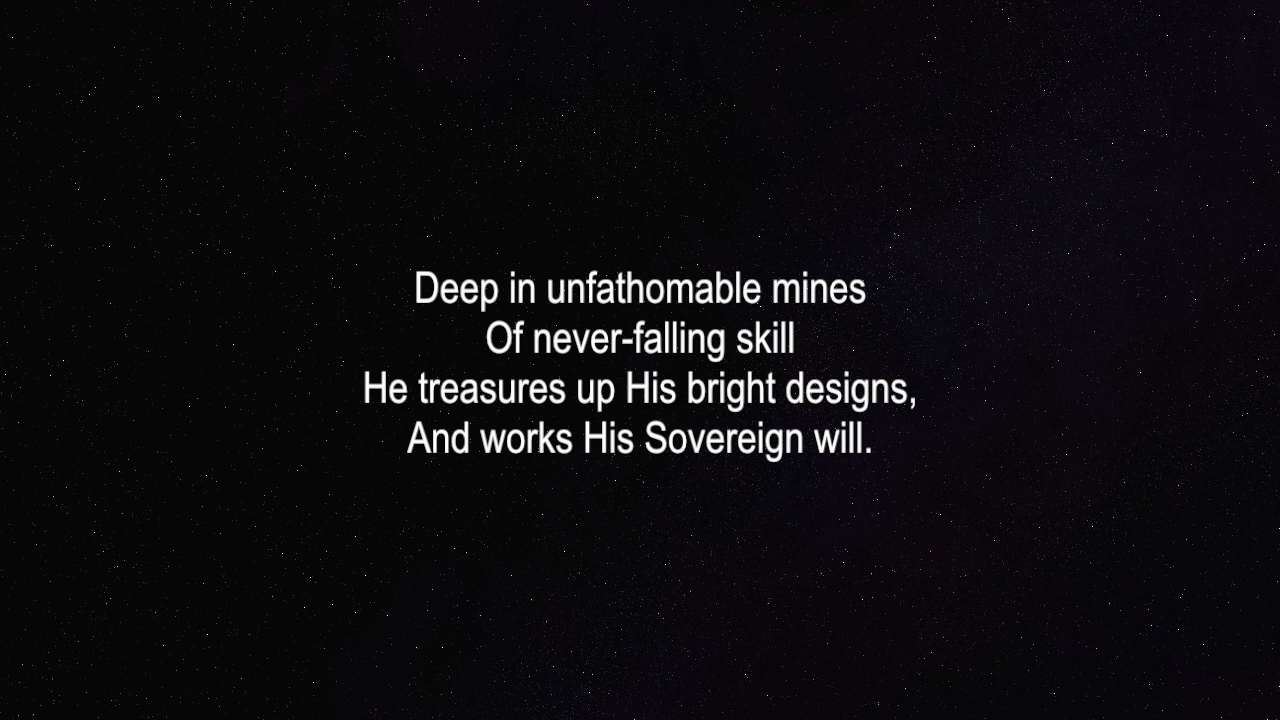 Deep in unfathomable mines
Of never-falling skill
He treasures up His bright designs,
And works His Sovereign will.